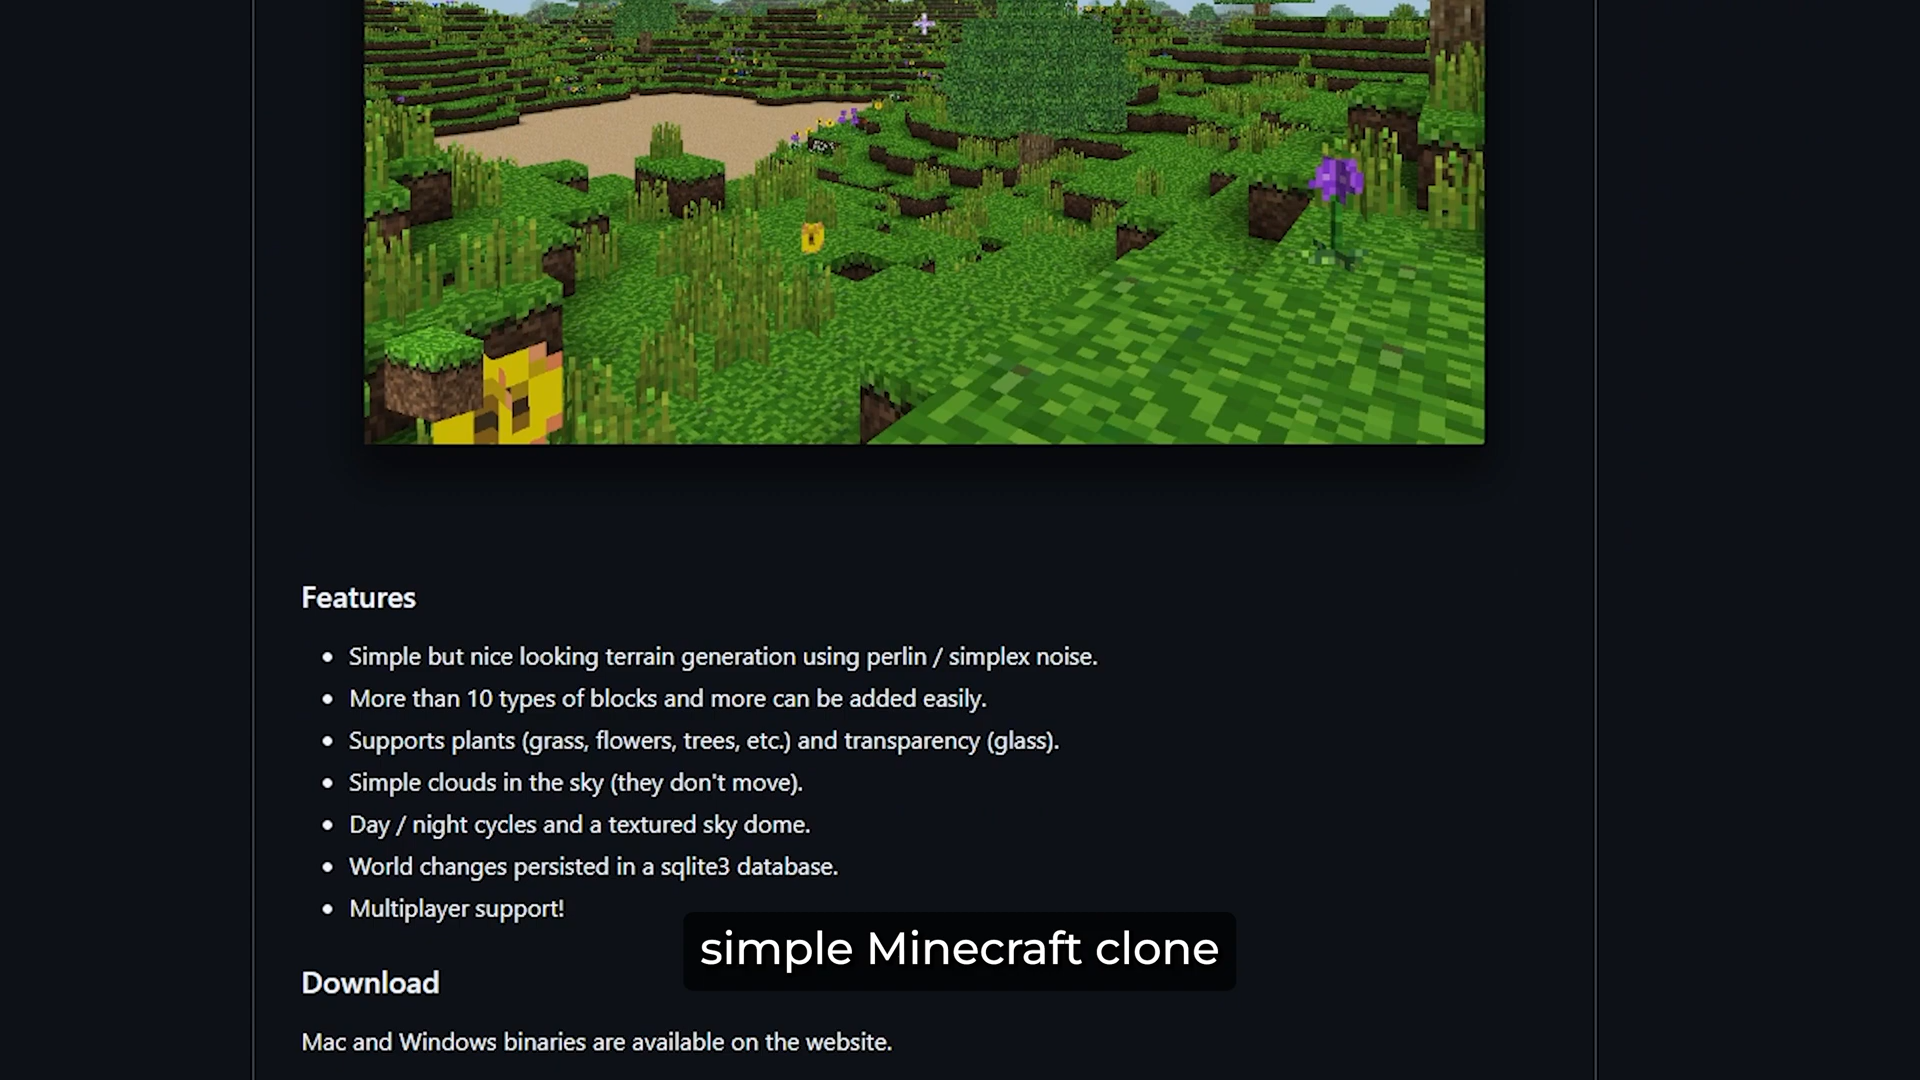 Features
Simple but nice looking terrain generation using perlin / simplex noise.
More than 10 types of blocks and more can be added easily.
Supports plants (grass, flowers, trees, etc.) and transparency (glass).
Simple clouds in the sky (they don't move).
Day / night cycles and a textured sky dome.
World changes persisted in a sqlite3 database.
Multiplayer support!
simple Minecraft clone
Download
Mac and Windows binaries are available on the website.